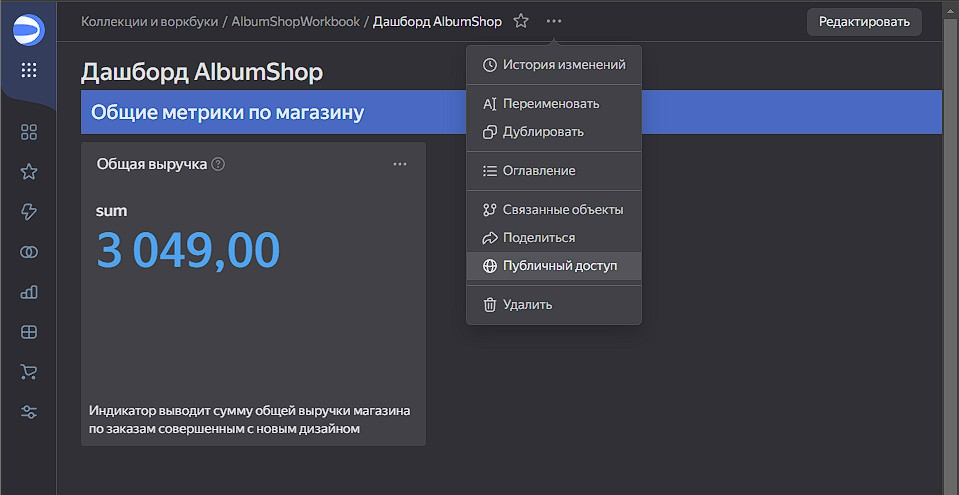 Коллекции и воркбуки / AlbumShopWorkbook / Дашборд AlbumShop
Редактировать
Дашборд AlbumShop
Общие метрики по магазину
Общая выручка
sum
3 049,00
Индикатор выводит сумму общей выручки магазина
по заказам совершенным с новым дизайном
История изменений
Переименовать
Дублировать
Оглавление
Связанные объекты
Поделиться
Публичный доступ
Удалить